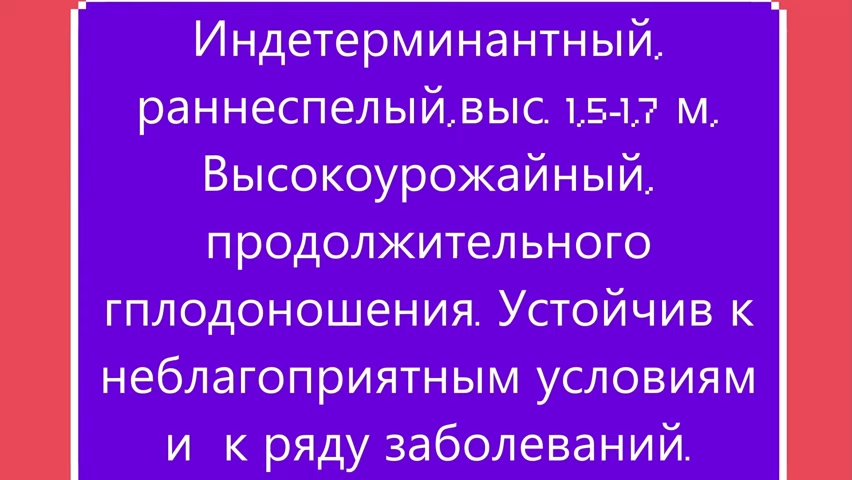 Индетерминантный,
раннеспелый,выс. 1,5-1,7 м,
Высокоурожайный,
продолжительного
гплодоношения. Устойчив к
неблагоприятным условиям
и к ряду заболеваний.